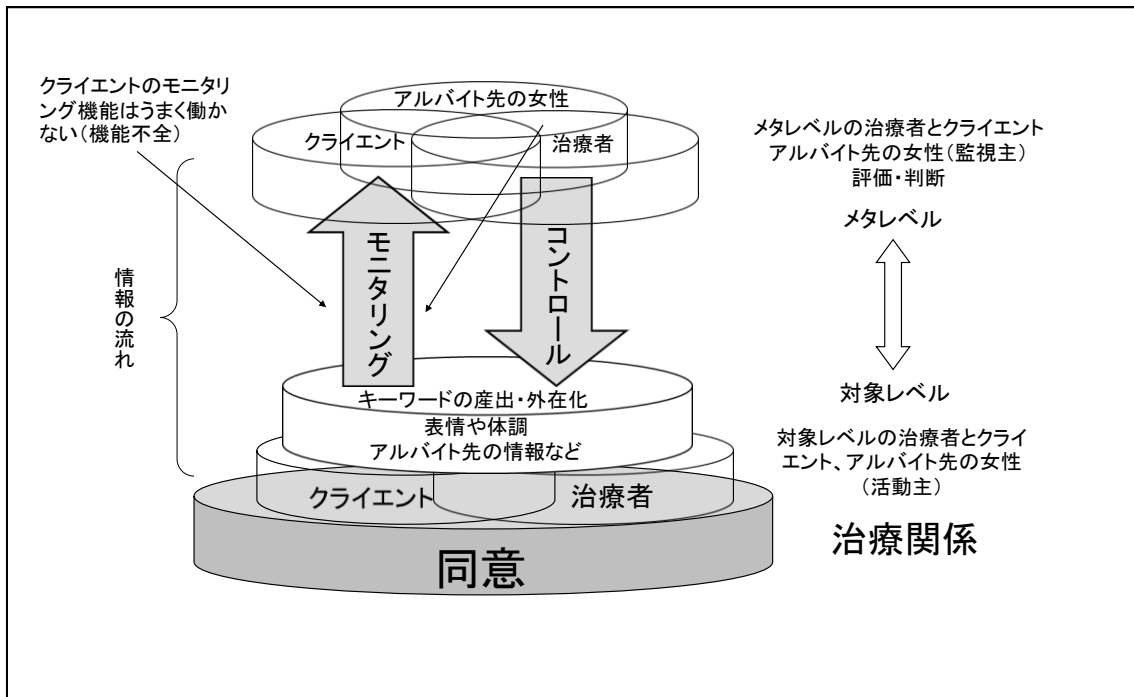 クライエントのモニタリ
ング機能はうまく働か
ない（機能不全）
アルバイト先の女性
クライエント
治療者
メタレベルの治療者とクライエント
アルバイト先の女性（監視主）
評価・判断
メタレベル
情報の流れ
モニタリング
コントロール
対象レベル
キーワードの産出・外在化
表情や体調
アルバイト先の情報など
対象レベルの治療者とクライ
エント、アルバイト先の女性
（活動主）
クライエント
治療者
治療関係
同意